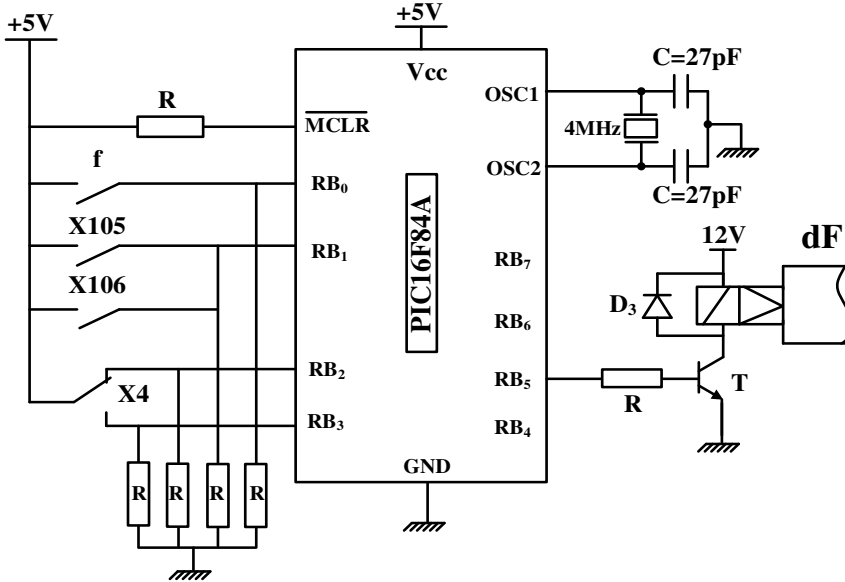 +5V
+5V
Vcc
R
MCLR
OSC1
C=27pF
4MHz
OSC2
C=27pF
f
RB₀
X105
RB₁
X106
PIC16F84A
RB₇
12V
dF
D₃
RB₆
RB₂
X4
RB₅
R
T
RB₃
RB₄
GND
R
R
R
R